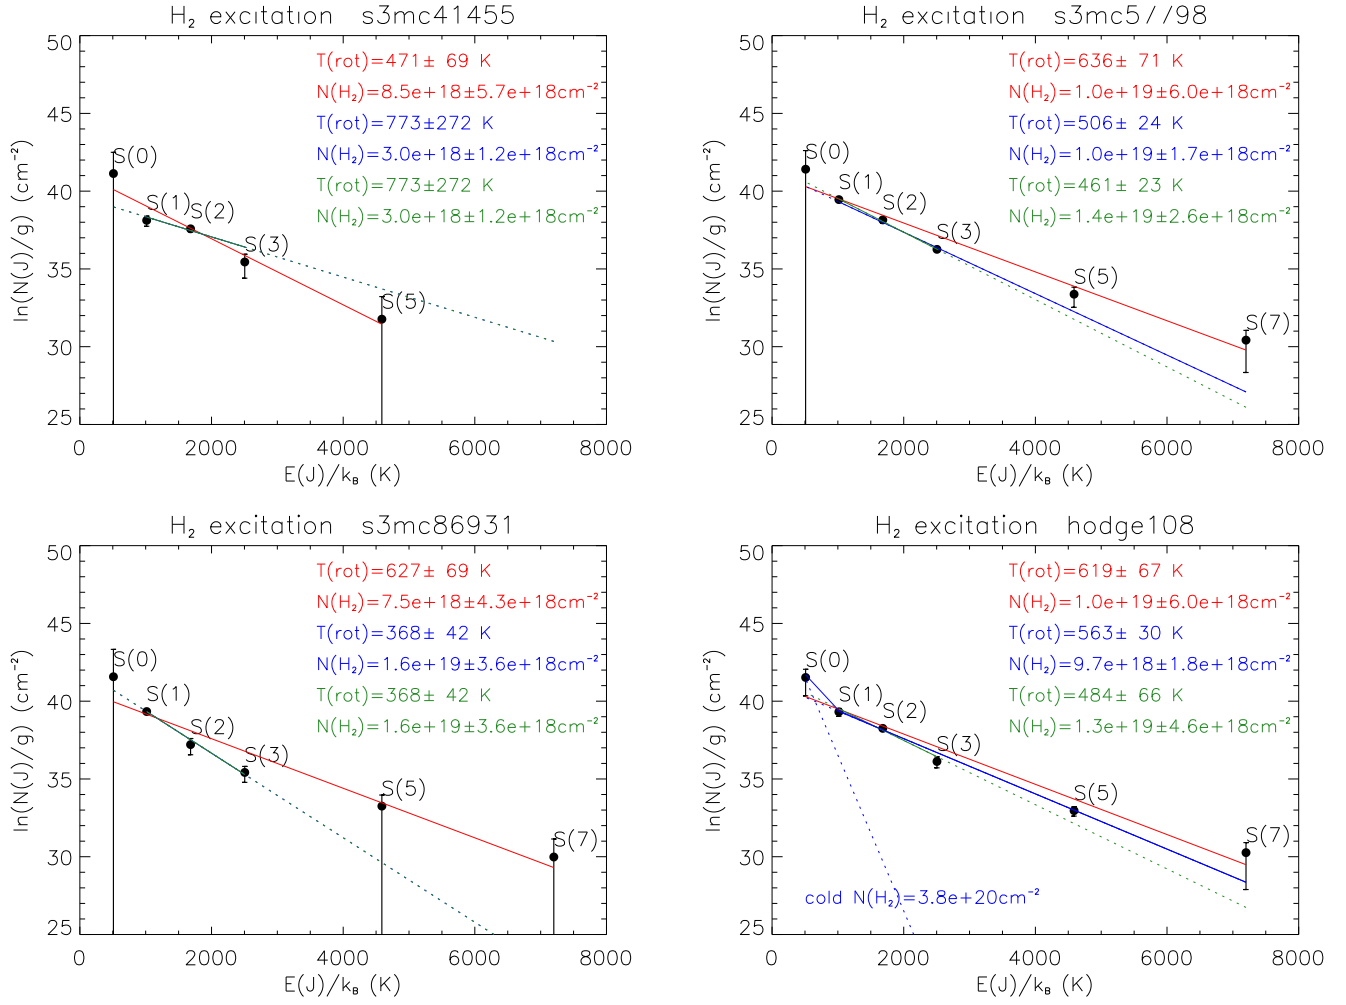 H₂ excitation s3mc41455
T(rot)=471± 69 K
N(H₂)=8.5e+18±5.7e+18cm⁻²
T(rot)=773±272 K
N(H₂)=3.0e+18±1.2e+18cm⁻²
T(rot)=773±272 K
N(H₂)=3.0e+18±1.2e+18cm⁻²
S(0)
S(1)
S(2)
S(3)
S(5)
50
45
40
35
30
25
ln(N(J)/g) (cm⁻²)
0 2000 4000 6000 8000
E(J)/k_B (K)
H₂ excitation s3mc57798
T(rot)=636± 71 K
N(H₂)=1.0e+19±6.0e+18cm⁻²
T(rot)=506± 24 K
N(H₂)=1.0e+19±1.7e+18cm⁻²
T(rot)=461± 23 K
N(H₂)=1.4e+19±2.6e+18cm⁻²
S(0)
S(1)
S(2)
S(3)
S(5)
S(7)
50
45
40
35
30
25
ln(N(J)/g) (cm⁻²)
0 2000 4000 6000 8000
E(J)/k_B (K)
H₂ excitation s3mc86931
T(rot)=627± 69 K
N(H₂)=7.5e+18±4.3e+18cm⁻²
T(rot)=368± 42 K
N(H₂)=1.6e+19±3.6e+18cm⁻²
T(rot)=368± 42 K
N(H₂)=1.6e+19±3.6e+18cm⁻²
S(0)
S(1)
S(2)
S(3)
S(5)
S(7)
50
45
40
35
30
25
ln(N(J)/g) (cm⁻²)
0 2000 4000 6000 8000
E(J)/k_B (K)
H₂ excitation hodge108
T(rot)=619± 67 K
N(H₂)=1.0e+19±6.0e+18cm⁻²
T(rot)=563± 30 K
N(H₂)=9.7e+18±1.8e+18cm⁻²
T(rot)=484± 66 K
N(H₂)=1.3e+19±4.6e+18cm⁻²
S(0)
S(1)
S(2)
S(3)
S(5)
S(7)
cold N(H₂)=3.8e+20cm⁻²
50
45
40
35
30
25
ln(N(J)/g) (cm⁻²)
0 2000 4000 6000 8000
E(J)/k_B (K)